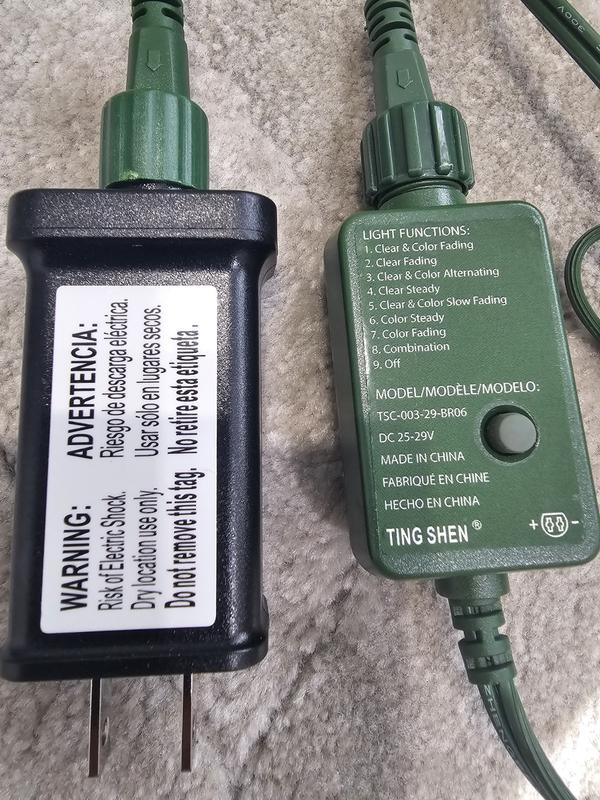 WARNING:
Risk of Electric Shock.
Dry location use only.
Do not remove this tag.
ADVERTENCIA:
Riesgo de descarga eléctrica.
Usar sólo en lugares secos.
No retire esta etiqueta.
LIGHT FUNCTIONS:
1. Clear & Color Fading
2. Clear Fading
3. Clear & Color Alternating
4. Clear Steady
5. Clear & Color Slow Fading
6. Color Steady
7. Color Fading
8. Combination
9. Off
MODEL/MODÈLE/MODELO:
TSC-003-29-BR06
DC 25-29V
MADE IN CHINA
FABRIQUÉ EN CHINE
HECHO EN CHINA
TING SHEN ®
+ -
300V